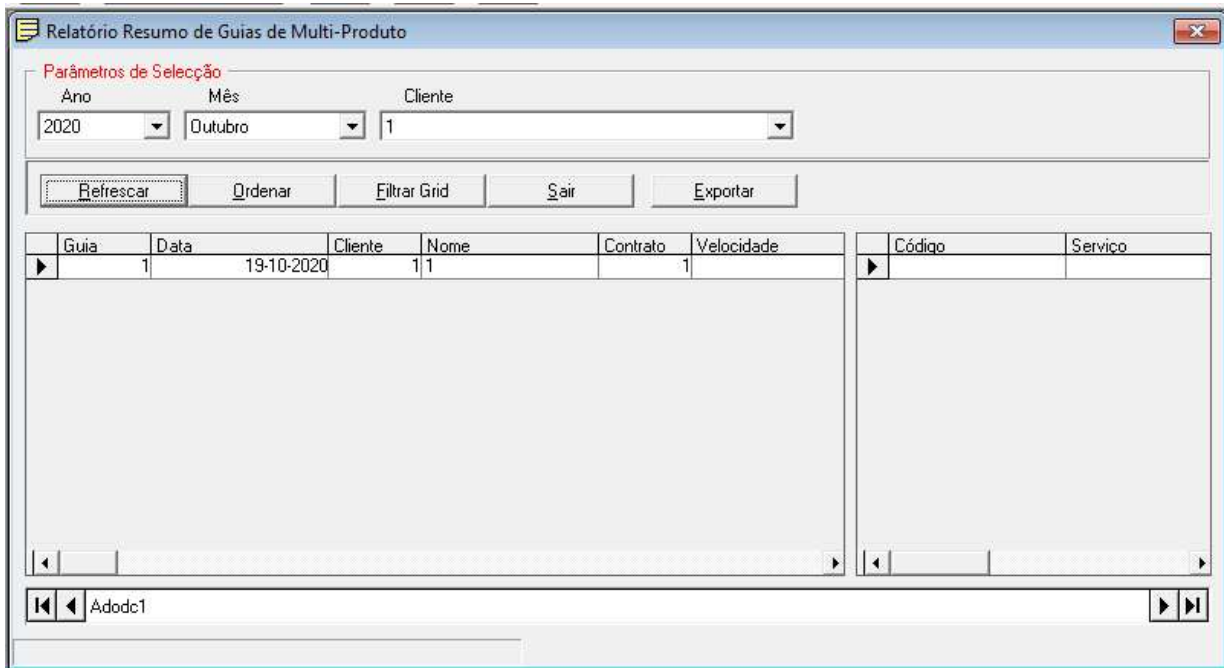 Relatório Resumo de Guias de Multi-Produto
Parâmetros de Selecção
Ano Mês Cliente
2020 Outubro 1
Refrescar Ordenar Filtrar Grid Sair Exportar
Guia Data Cliente Nome Contrato Velocidade Código Serviço
1 19-10-2020 1 1 1
Adodc1